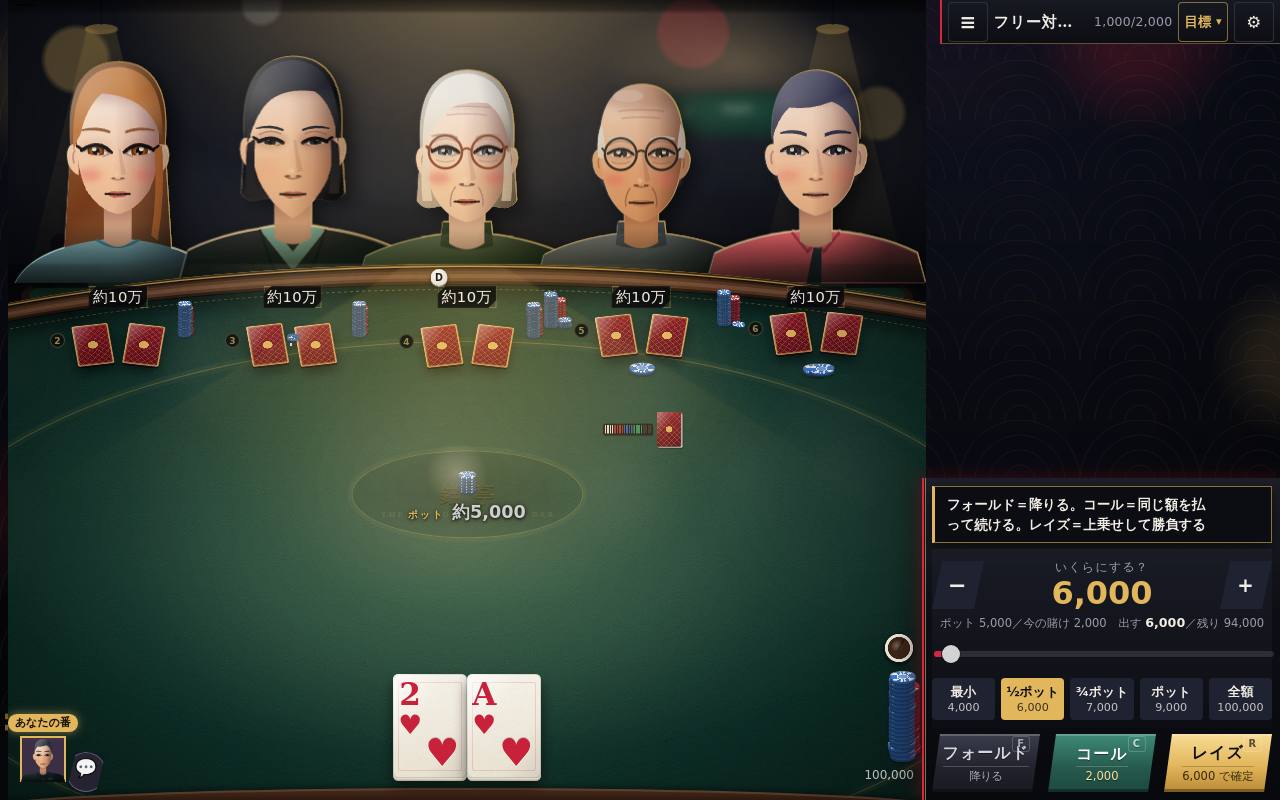 ☰ フリー対… 1,000/2,000 目標 ▾ ⚙
D
約10万 約10万 約10万 約10万 約10万
2 3 4 5 6
ポット 約5,000
フォールド＝降りる。コール＝同じ額を払
って続ける。レイズ＝上乗せして勝負する
いくらにする？
− 6,000 +
ポット 5,000／今の賭け 2,000 出す 6,000／残り 94,000
最小 ½ポット ¾ポット ポット 全額
4,000 6,000 7,000 9,000 100,000
フォールド F コール C レイズ R
降りる 2,000 6,000 で確定
2 A
あなたの番
100,000